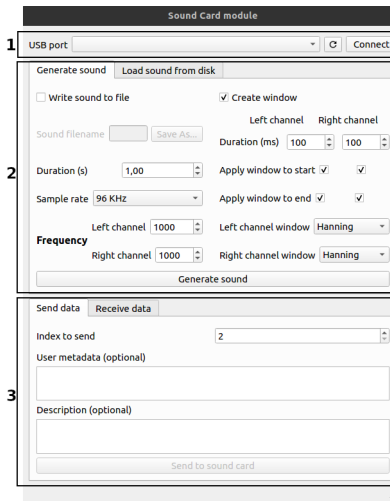 Sound Card module
1 USB port Connect
Generate sound Load sound from disk
Write sound to file Create window
Left channel Right channel
Sound filename Save As... Duration (ms) 100 100
2 Duration (s) 1,00 Apply window to start
Sample rate 96 KHz Apply window to end
Left channel 1000 Left channel window Hanning
Frequency
Right channel 1000 Right channel window Hanning
Generate sound
Send data Receive data
Index to send 2
User metadata (optional)
3
Description (optional)
Send to sound card